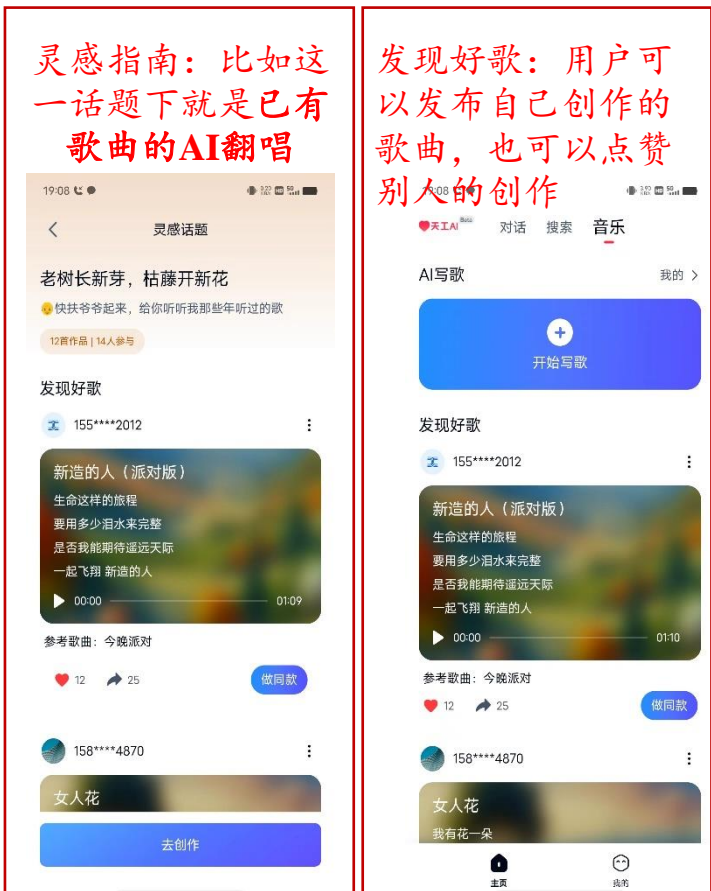 灵感指南：比如这
一话题下就是已有
歌曲的AI翻唱
19:08
灵感话题
老树长新芽，枯藤开新花
快扶爷爷起来，给你听听我那些年听过的歌
12首作品 | 14人参与
发现好歌
155****2012
新造的人（派对版）
生命这样的旅程
要用多少泪水来完整
是否我能期待遥远天际
一起飞翔 新造的人
00:00
01:09
参考歌曲：今晚派对
12
25
做同款
158****4870
女人花
去创作
发现好歌：用户可
以发布自己创作的
歌曲，也可以点赞
别人的创作
19:08
天工AI Beta 对话 搜索 音乐
AI写歌
我的
开始写歌
发现好歌
155****2012
新造的人（派对版）
生命这样的旅程
要用多少泪水来完整
是否我能期待遥远天际
一起飞翔 新造的人
00:00
01:10
参考歌曲：今晚派对
12
25
做同款
158****4870
女人花
我有花一朵
主页
我的